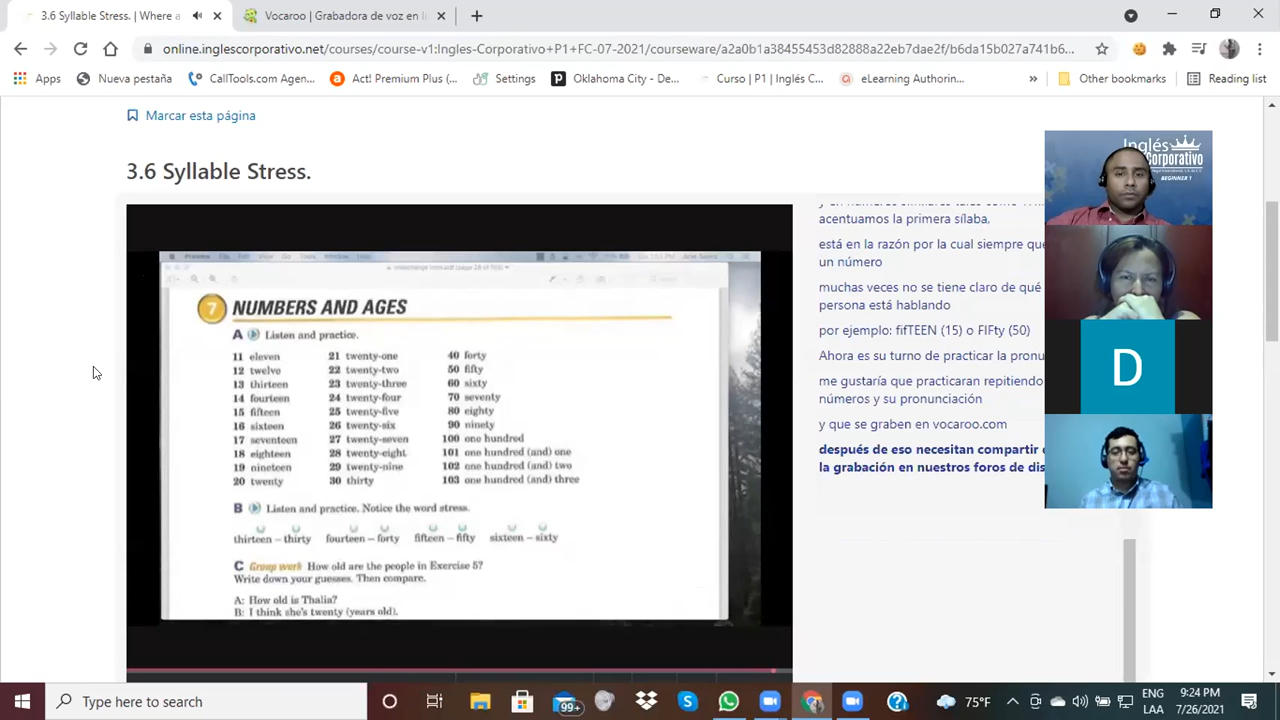 3.6 Syllable Stress. | Where a
Vocaroo | Grabadora de voz en lí
online.inglescorporativo.net/courses/course-v1:Ingles-Corporativo+P1+FC-07-2021/courseware/a2a0b1a38455453d82888a22eb7dae2f/b6da15b027a741b6...
Apps
Nueva pestaña
CallTools.com Agen...
Act! Premium Plus (...
Settings
Oklahoma City - De...
Curso | P1 | Inglés C...
eLearning Authorin...
»
Other bookmarks
Reading list
Marcar esta página
3.6 Syllable Stress.
7 NUMBERS AND AGES
A Listen and practice.
11 eleven 21 twenty-one 40 forty
12 twelve 22 twenty-two 50 fifty
13 thirteen 23 twenty-three 60 sixty
14 fourteen 24 twenty-four 70 seventy
15 fifteen 25 twenty-five 80 eighty
16 sixteen 26 twenty-six 90 ninety
17 seventeen 27 twenty-seven 100 one hundred
18 eighteen 28 twenty-eight 101 one hundred (and) one
19 nineteen 29 twenty-nine 102 one hundred (and) two
20 twenty 30 thirty 103 one hundred (and) three
B Listen and practice. Notice the word stress.
thirteen – thirty fourteen – forty fifteen – fifty sixteen – sixty
C Group work How old are the people in Exercise 5?
Write down your guesses. Then compare.
A: How old is Thalia?
B: I think she's twenty (years old).
acentuamos la primera sílaba.
está en la razón por la cual siempre que
un número
muchas veces no se tiene claro de qué
persona está hablando
por ejemplo: fifTEEN (15) o FIFty (50)
Ahora es su turno de practicar la pronu
me gustaría que practicaran repitiendo
números y su pronunciación
y que se graben en vocaroo.com
después de eso necesitan compartir
la grabación en nuestros foros de dis
Inglés
Corporativo
BEGINNER 1
D
Type here to search
99+
75°F
ENG
LAA
9:24 PM
7/26/2021